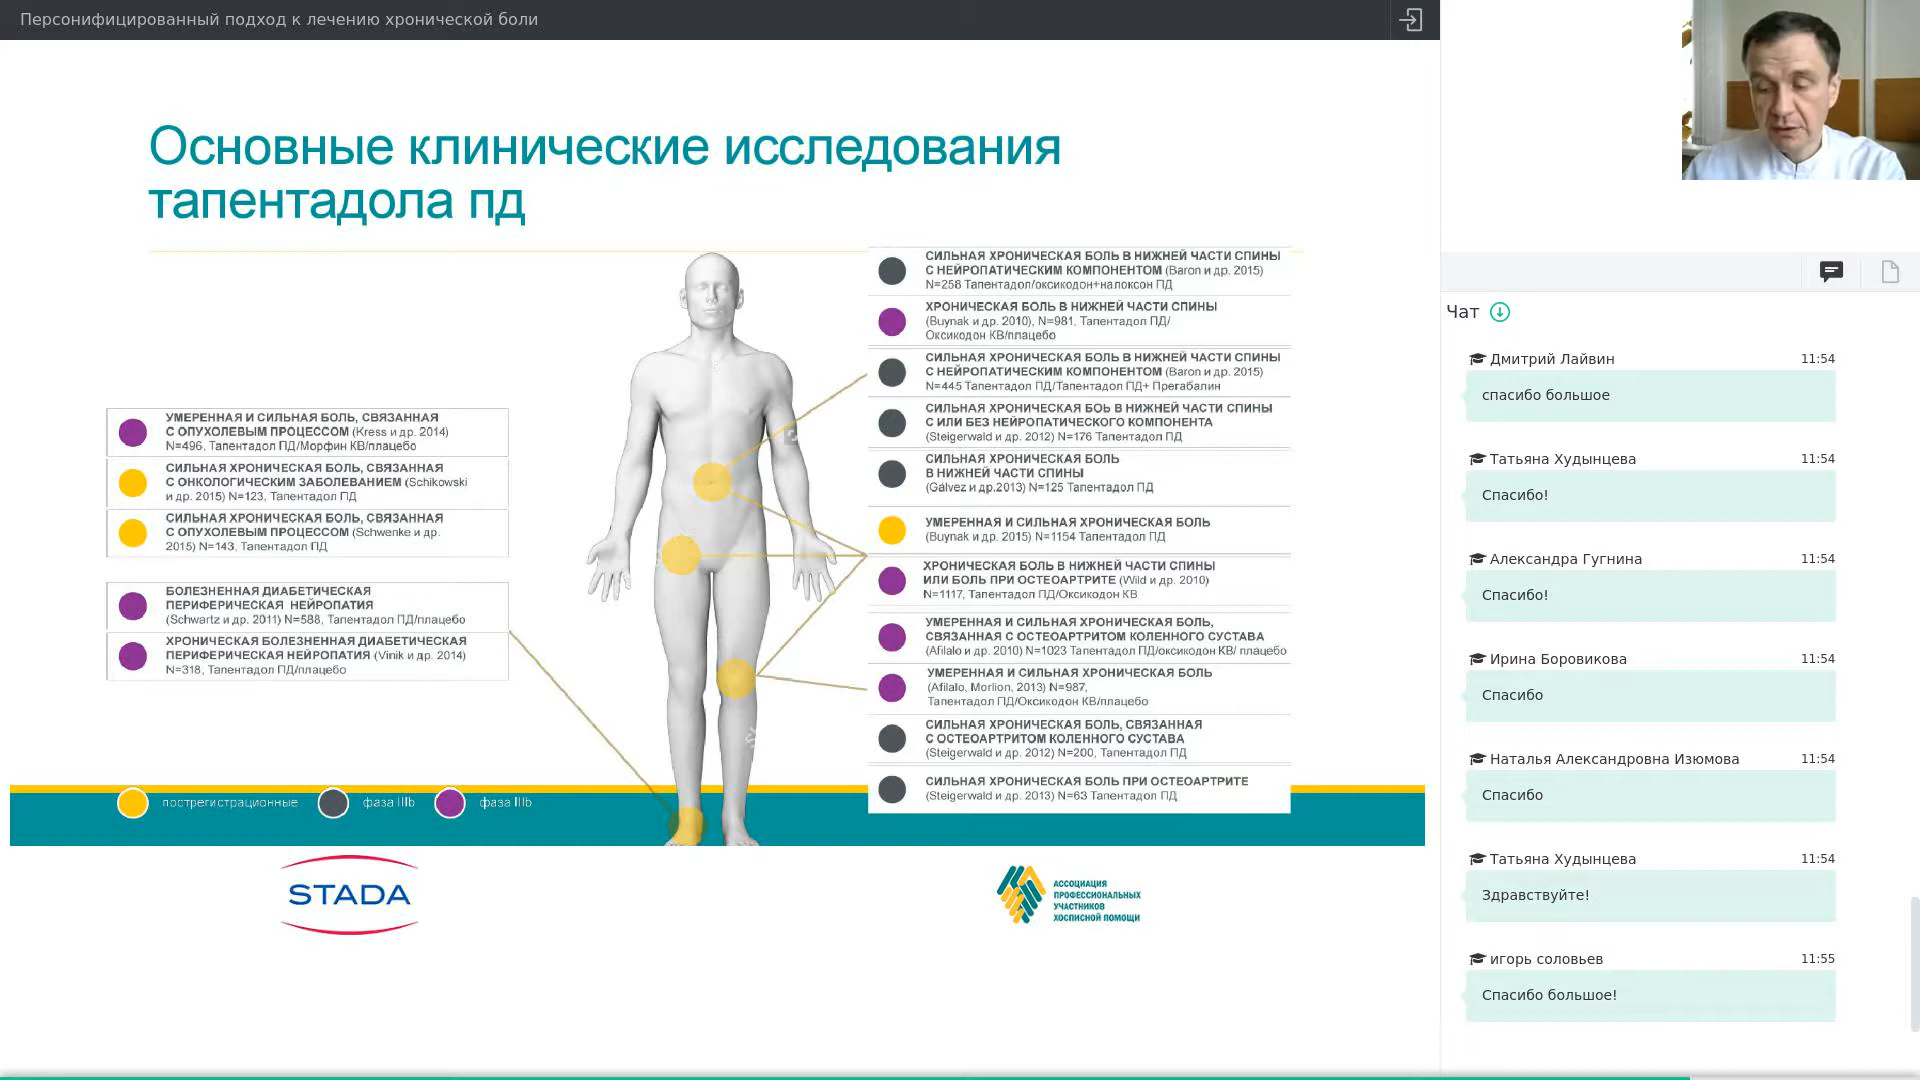 Персонифицированный подход к лечению хронической боли
Основные клинические исследования
тапентадола пд
УМЕРЕННАЯ И СИЛЬНАЯ БОЛЬ, СВЯЗАННАЯ
С ОПУХОЛЕВЫМ ПРОЦЕССОМ (Kress и др. 2014)
N=496, Тапентадол ПД/Морфин КВ/плацебо
СИЛЬНАЯ ХРОНИЧЕСКАЯ БОЛЬ, СВЯЗАННАЯ
С ОНКОЛОГИЧЕСКИМ ЗАБОЛЕВАНИЕМ (Schikowski
и др. 2015) N=123, Тапентадол ПД
СИЛЬНАЯ ХРОНИЧЕСКАЯ БОЛЬ, СВЯЗАННАЯ
С ОПУХОЛЕВЫМ ПРОЦЕССОМ (Schwenke и др.
2015) N=143, Тапентадол ПД
БОЛЕЗНЕННАЯ ДИАБЕТИЧЕСКАЯ
ПЕРИФЕРИЧЕСКАЯ НЕЙРОПАТИЯ
(Schwartz и др. 2011) N=588, Тапентадол ПД/плацебо
ХРОНИЧЕСКАЯ БОЛЕЗНЕННАЯ ДИАБЕТИЧЕСКАЯ
ПЕРИФЕРИЧЕСКАЯ НЕЙРОПАТИЯ (Vinik и др. 2014)
N=318, Тапентадол ПД/плацебо
СИЛЬНАЯ ХРОНИЧЕСКАЯ БОЛЬ В НИЖНЕЙ ЧАСТИ СПИНЫ
С НЕЙРОПАТИЧЕСКИМ КОМПОНЕНТОМ (Baron и др. 2015)
N=258 Тапентадол/оксикодон+налоксон ПД
ХРОНИЧЕСКАЯ БОЛЬ В НИЖНЕЙ ЧАСТИ СПИНЫ
(Buynak и др. 2010), N=981, Тапентадол ПД/
Оксикодон КВ/плацебо
СИЛЬНАЯ ХРОНИЧЕСКАЯ БОЛЬ В НИЖНЕЙ ЧАСТИ СПИНЫ
С НЕЙРОПАТИЧЕСКИМ КОМПОНЕНТОМ (Baron и др. 2015)
N=445 Тапентадол ПД/Тапентадол ПД+ Прегабалин
СИЛЬНАЯ ХРОНИЧЕСКАЯ БОЬ В НИЖНЕЙ ЧАСТИ СПИНЫ
С ИЛИ БЕЗ НЕЙРОПАТИЧЕСКОГО КОМПОНЕНТА
(Steigerwald и др. 2012) N=176 Тапентадол ПД
СИЛЬНАЯ ХРОНИЧЕСКАЯ БОЛЬ
В НИЖНЕЙ ЧАСТИ СПИНЫ
(Gálvez и др.2013) N=125 Тапентадол ПД
УМЕРЕННАЯ И СИЛЬНАЯ ХРОНИЧЕСКАЯ БОЛЬ
(Buynak и др. 2015) N=1154 Тапентадол ПД
ХРОНИЧЕСКАЯ БОЛЬ В НИЖНЕЙ ЧАСТИ СПИНЫ
ИЛИ БОЛЬ ПРИ ОСТЕОАРТРИТЕ (Wild и др. 2010)
N=1117, Тапентадол ПД/Оксикодон КВ
УМЕРЕННАЯ И СИЛЬНАЯ ХРОНИЧЕСКАЯ БОЛЬ,
СВЯЗАННАЯ С ОСТЕОАРТРИТОМ КОЛЕННОГО СУСТАВА
(Afilalo и др. 2010) N=1023 Тапентадол ПД/оксикодон КВ/ плацебо
УМЕРЕННАЯ И СИЛЬНАЯ ХРОНИЧЕСКАЯ БОЛЬ
(Afilalo, Morlion, 2013) N=987,
Тапентадол ПД/Оксикодон КВ/плацебо
СИЛЬНАЯ ХРОНИЧЕСКАЯ БОЛЬ, СВЯЗАННАЯ
С ОСТЕОАРТРИТОМ КОЛЕННОГО СУСТАВА
(Steigerwald и др. 2012) N=200, Тапентадол ПД
СИЛЬНАЯ ХРОНИЧЕСКАЯ БОЛЬ ПРИ ОСТЕОАРТРИТЕ
(Steigerwald и др. 2013) N=63 Тапентадол ПД
пострегистрационные фаза IIIb фаза IIIb
STADA
АССОЦИАЦИЯ
ПРОФЕССИОНАЛЬНЫХ
УЧАСТНИКОВ
ХОСПИСНОЙ ПОМОЩИ
Чат
Дмитрий Лайвин 11:54
спасибо большое
Татьяна Худынцева 11:54
Спасибо!
Александра Гугнина 11:54
Спасибо!
Ирина Боровикова 11:54
Спасибо
Наталья Александровна Изюмова 11:54
Спасибо
Татьяна Худынцева 11:54
Здравствуйте!
игорь соловьев 11:55
Спасибо большое!